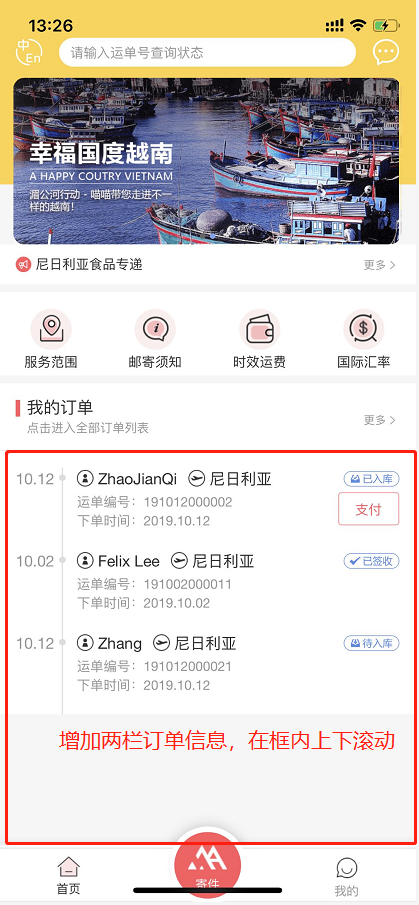 13:26
中
En
请输入运单号查询状态
幸福国度越南
A HAPPY COUTRY VIETNAM
湄公河行动 - 喵喵带您走进不一
样的越南！
尼日利亚食品专递
更多 >
服务范围 邮寄须知 时效运费 国际汇率
我的订单
点击进入全部订单列表
更多 >
10.12 ZhaoJianQi 尼日利亚 已入库
运单编号：191012000002
支付
下单时间：2019.10.12
10.02 Felix Lee 尼日利亚 已签收
运单编号：191002000011
下单时间：2019.10.02
10.12 Zhang 尼日利亚 待入库
运单编号：191012000021
下单时间：2019.10.12
增加两栏订单信息，在框内上下滚动
首页 寄件 我的